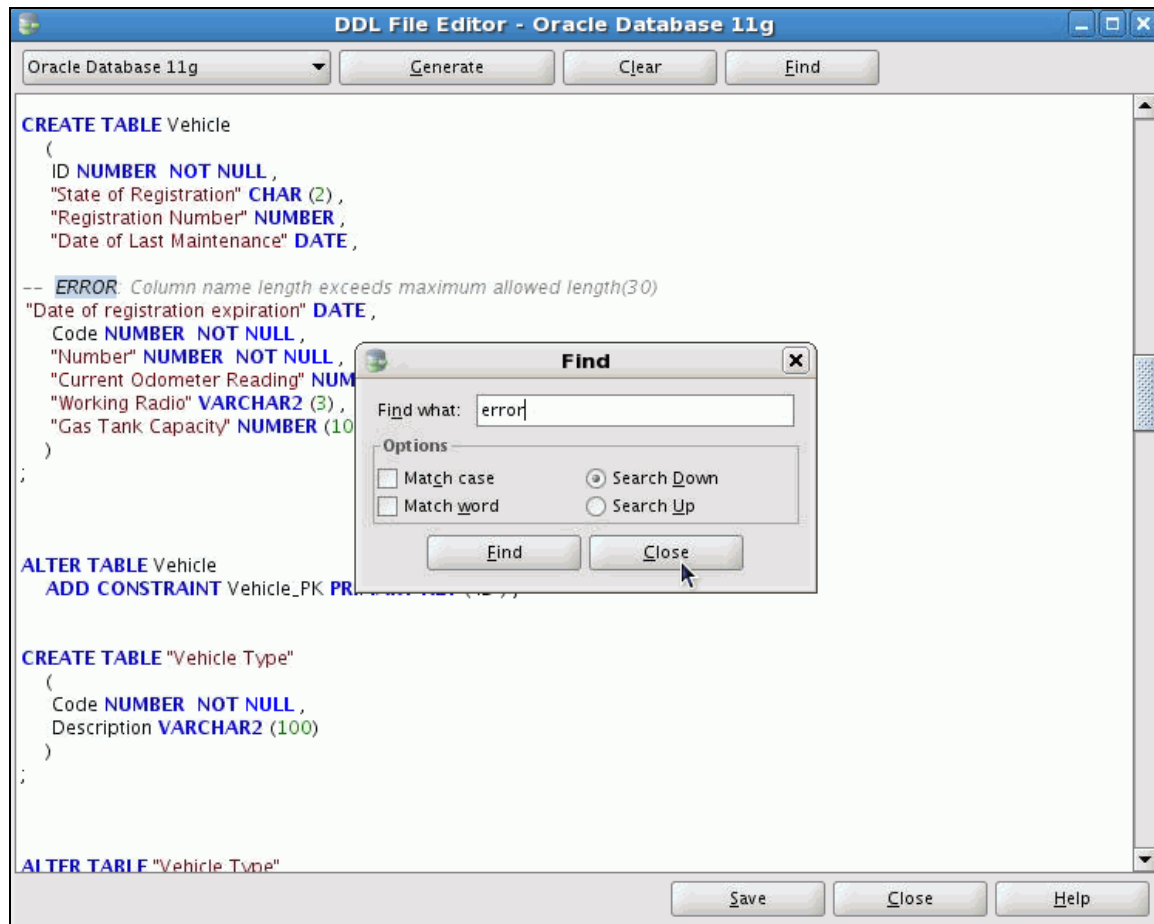 DDL File Editor - Oracle Database 11g
Oracle Database 11g Generate Clear Find
CREATE TABLE Vehicle
(
ID NUMBER NOT NULL ,
"State of Registration" CHAR (2) ,
"Registration Number" NUMBER ,
"Date of Last Maintenance" DATE ,
-- ERROR: Column name length exceeds maximum allowed length(30)
"Date of registration expiration" DATE ,
Code NUMBER NOT NULL ,
"Number" NUMBER NOT NULL ,
"Current Odometer Reading" NUM
"Working Radio" VARCHAR2 (3) ,
"Gas Tank Capacity" NUMBER (10
)
;
Find
Find what: error
Options
Match case Search Down
Match word Search Up
Find Close
ALTER TABLE Vehicle
ADD CONSTRAINT Vehicle_PK
CREATE TABLE "Vehicle Type"
(
Code NUMBER NOT NULL ,
Description VARCHAR2 (100)
)
;
ALTER TABLE "Vehicle Type"
Save Close Help